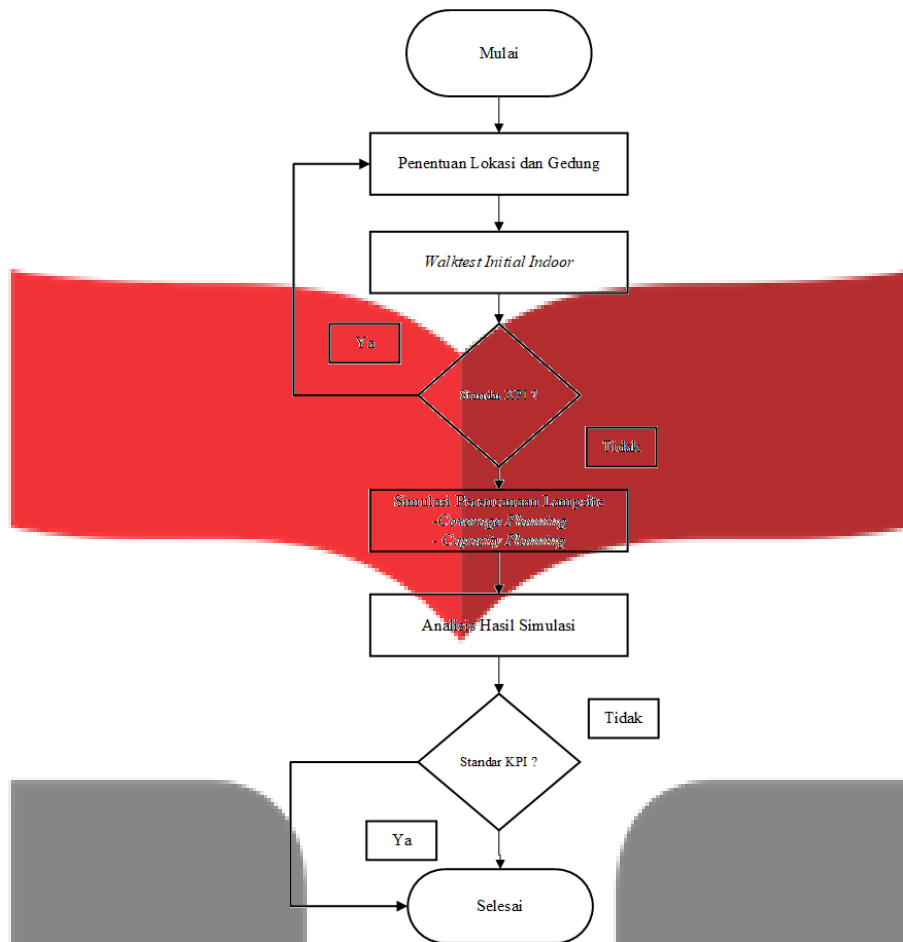 Mulai
Penentuan Lokasi dan Gedung
Walktest Initial Indoor
Ya
Standar KPI ?
Tidak
Simulasi Perencanaan Lampsite
-Coverage Planning
- Capacity Planning
Analisis Hasil Simulasi
Tidak
Standar KPI ?
Ya
Selesai